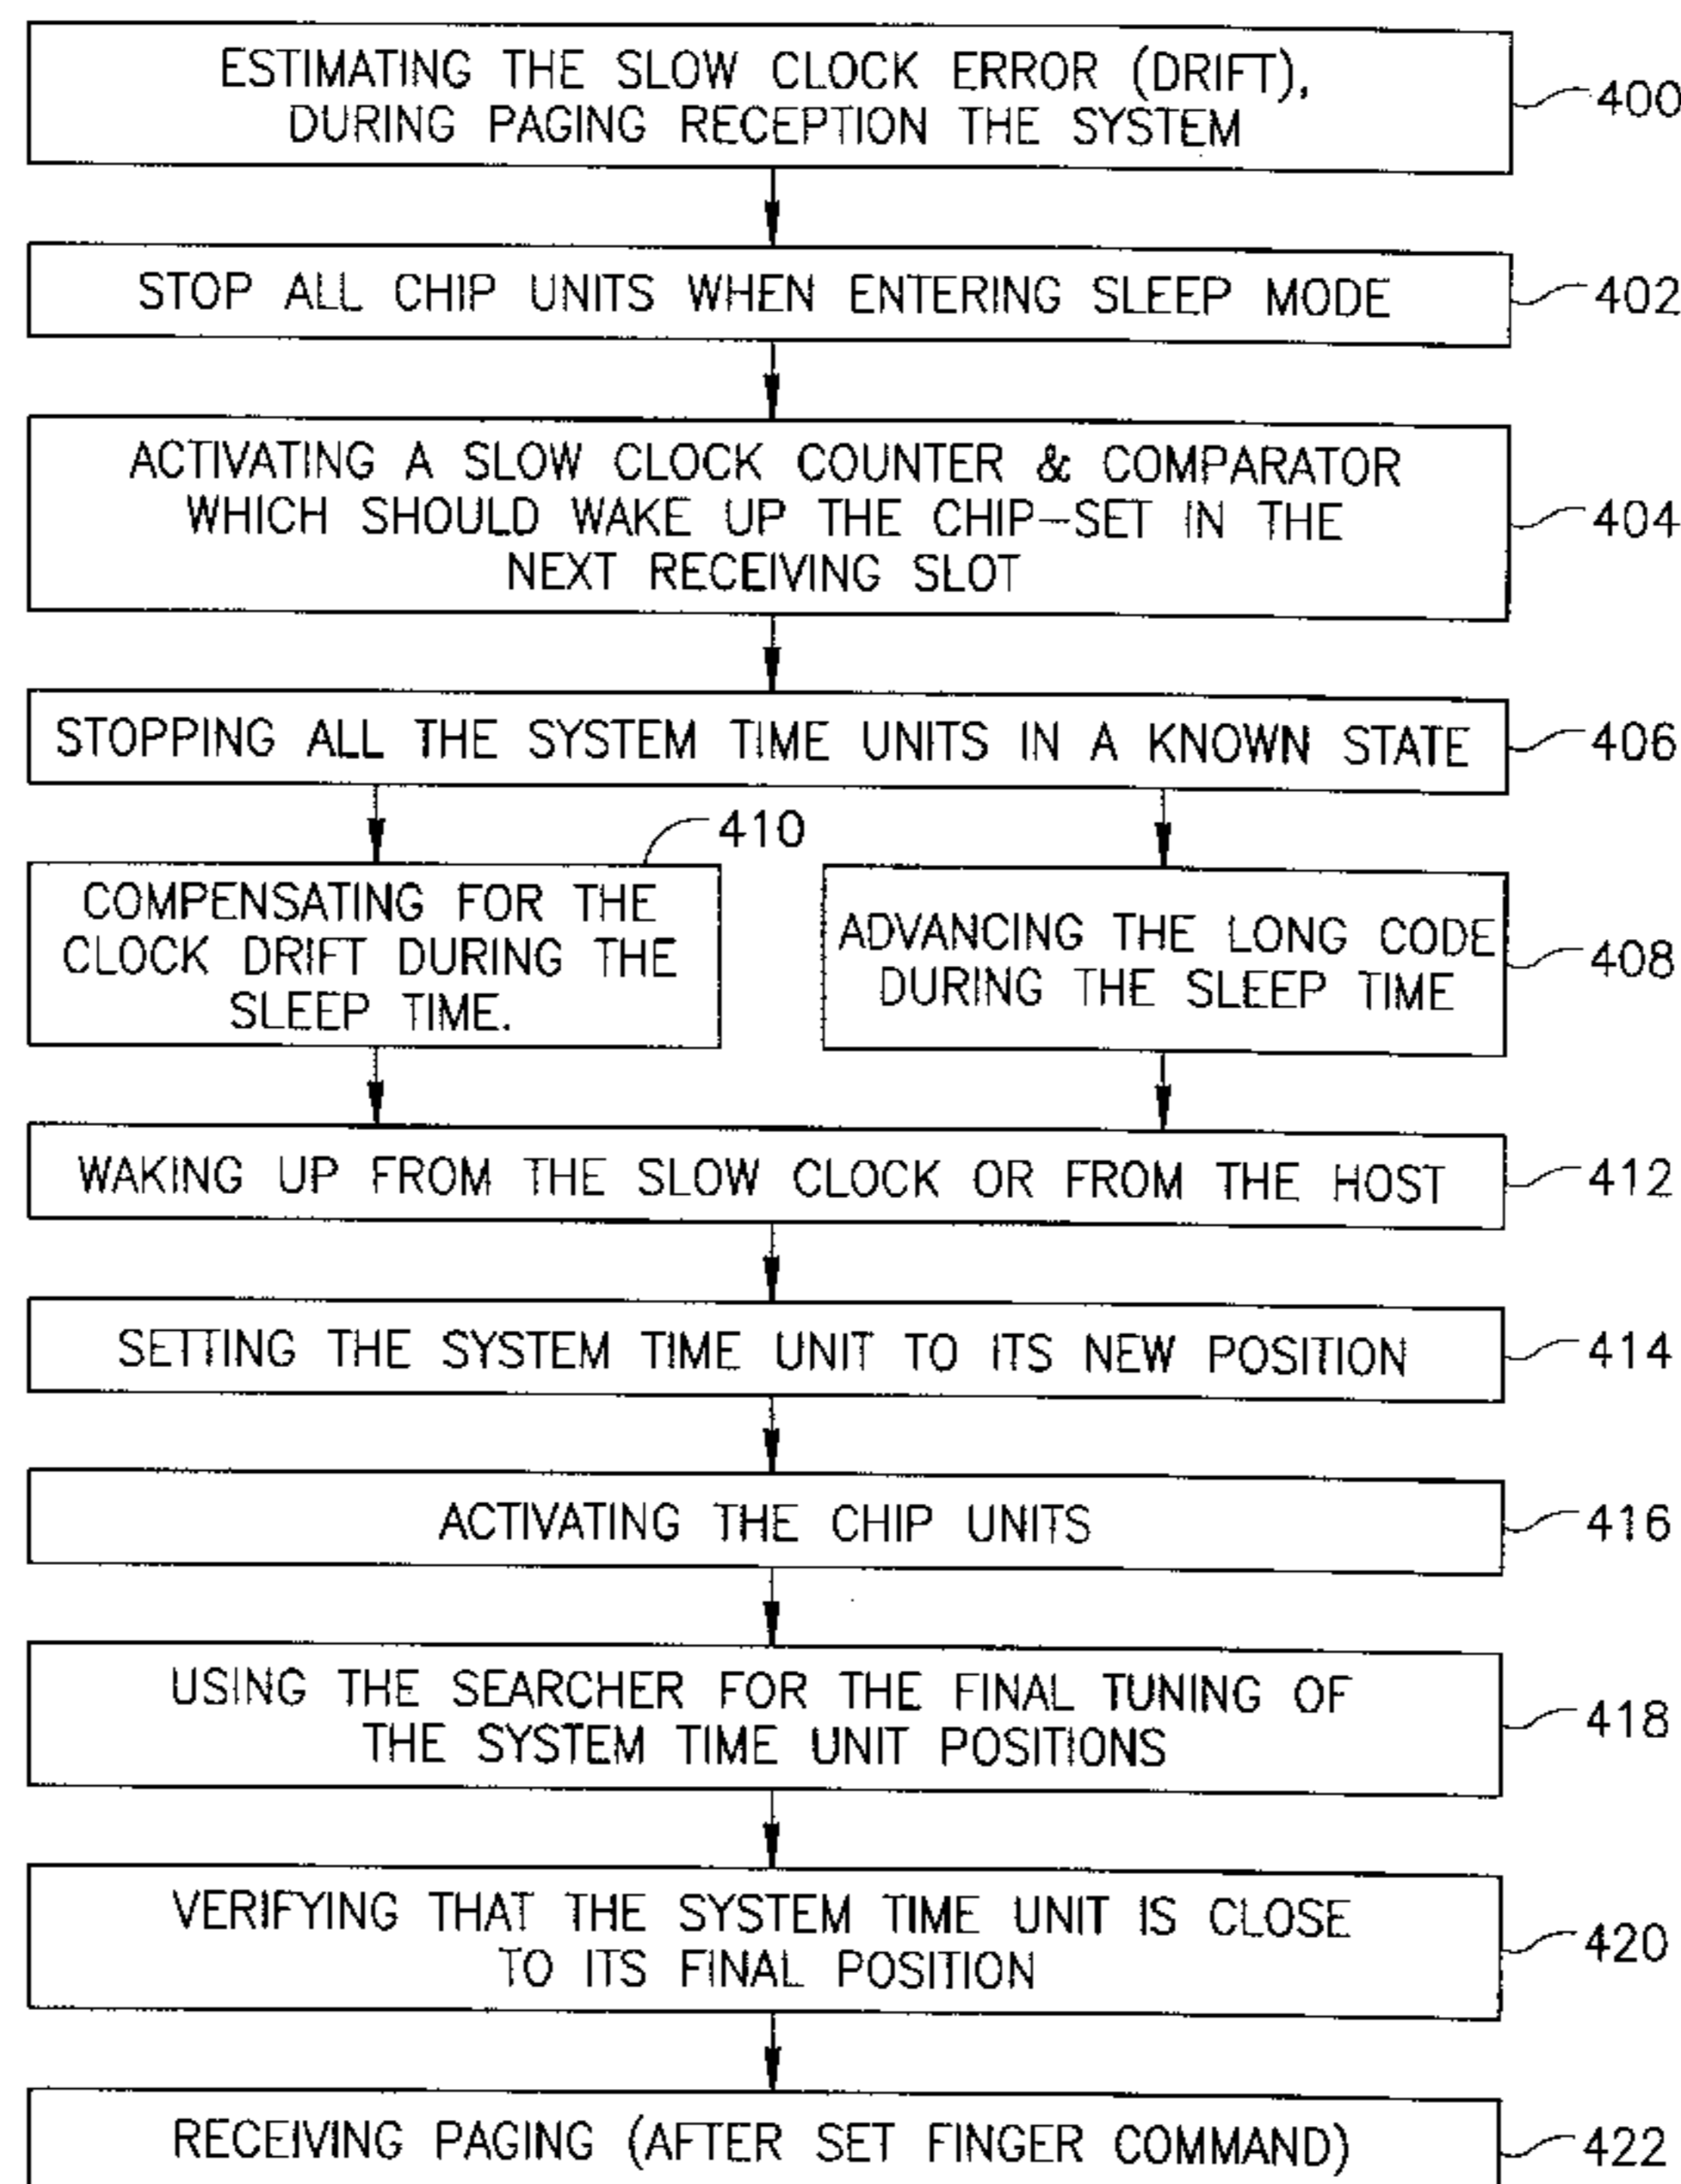 ESTIMATING THE SLOW CLOCK ERROR (DRIFT),
DURING PAGING RECEPTION THE SYSTEM
400
STOP ALL CHIP UNITS WHEN ENTERING SLEEP MODE
402
ACTIVATING A SLOW CLOCK COUNTER & COMPARATOR
WHICH SHOULD WAKE UP THE CHIP-SET IN THE
NEXT RECEIVING SLOT
404
STOPPING ALL THE SYSTEM TIME UNITS IN A KNOWN STATE
406
410
COMPENSATING FOR THE
CLOCK DRIFT DURING THE
SLEEP TIME.
ADVANCING THE LONG CODE
DURING THE SLEEP TIME
408
WAKING UP FROM THE SLOW CLOCK OR FROM THE HOST
412
SETTING THE SYSTEM TIME UNIT TO ITS NEW POSITION
414
ACTIVATING THE CHIP UNITS
416
USING THE SEARCHER FOR THE FINAL TUNING OF
THE SYSTEM TIME UNIT POSITIONS
418
VERIFYING THAT THE SYSTEM TIME UNIT IS CLOSE
TO ITS FINAL POSITION
420
RECEIVING PAGING (AFTER SET FINGER COMMAND)
422